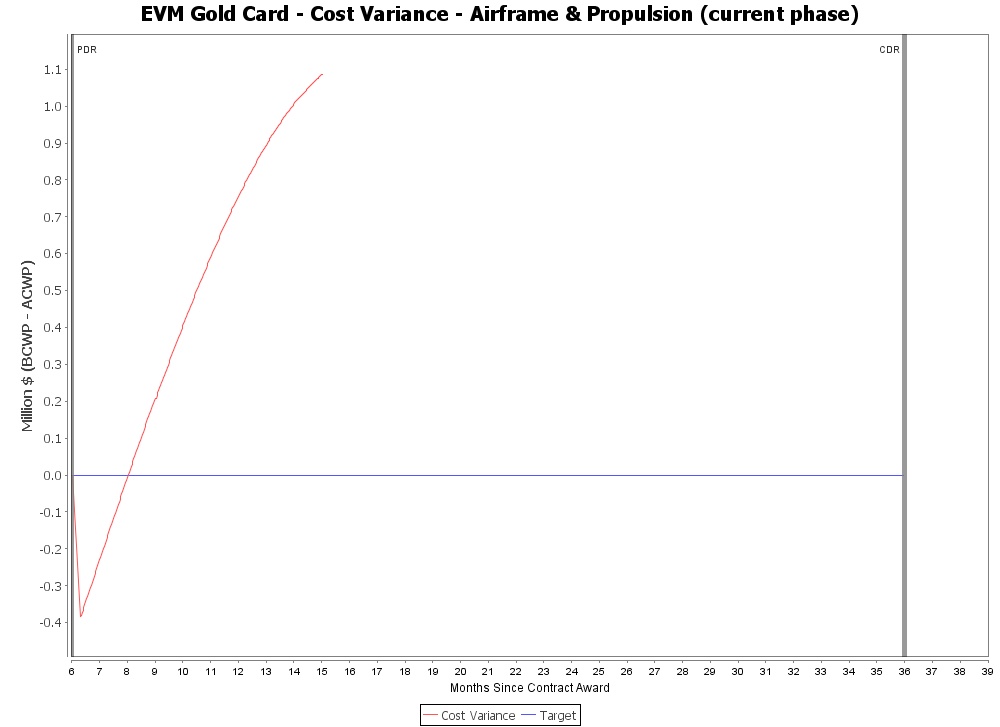 EVM Gold Card - Cost Variance - Airframe & Propulsion (current phase)
PDR
CDR
1.1
1.0
0.9
0.8
0.7
0.6
0.5
0.4
0.3
0.2
0.1
0.0
-0.1
-0.2
-0.3
-0.4
Million $ (BCWP - ACWP)
6 7 8 9 10 11 12 13 14 15 16 17 18 19 20 21 22 23 24 25 26 27 28 29 30 31 32 33 34 35 36 37 38 39
Months Since Contract Award
Cost Variance Target